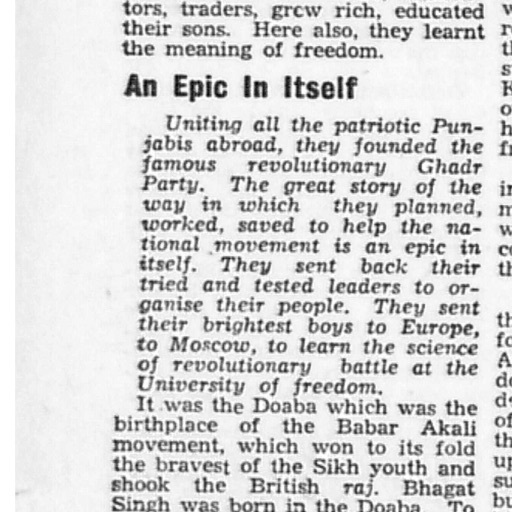 tors, traders, grew rich, educated
their sons. Here also, they learnt
the meaning of freedom.
An Epic In Itself
Uniting all the patriotic Pun-
jabis abroad, they founded the
famous revolutionary Ghadr
Party. The great story of the
way in which they planned,
worked, saved to help the na-
tional movement is an epic in
itself. They sent back their
tried and tested leaders to or-
ganise their people. They sent
their brightest boys to Europe,
to Moscow, to learn the science
of revolutionary battle at the
University of freedom.
It was the Doaba which was the
birthplace of the Babar Akali
movement, which won to its fold
the bravest of the Sikh youth and
shook the British raj. Bhagat
Singh was born in the Doaba. To